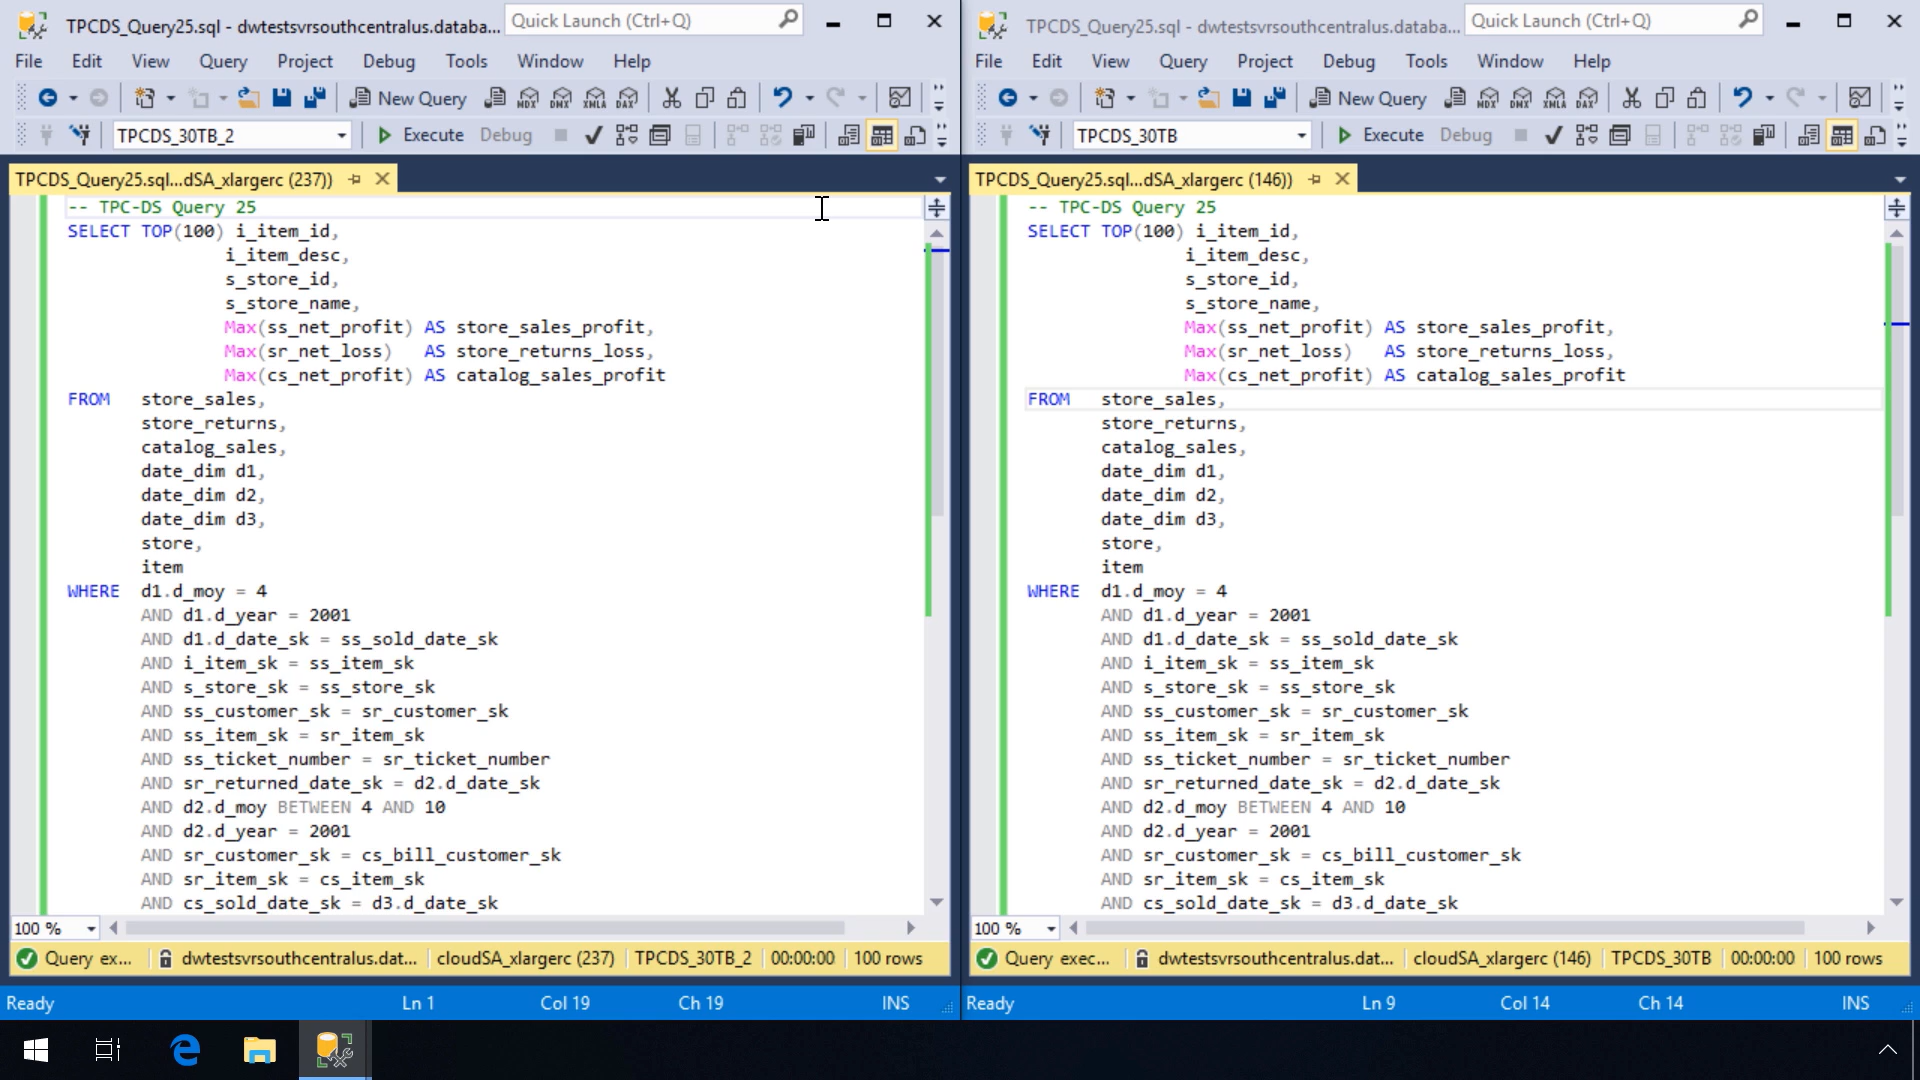 TPCDS_Query25.sql - dwtestsvrsouthcentralus.databa...
Quick Launch (Ctrl+Q)
File Edit View Query Project Debug Tools Window Help
New Query MDX DMX XMLA DAX
TPCDS_30TB_2 Execute Debug
TPCDS_Query25.sql...dSA_xlargerc (237))
-- TPC-DS Query 25
SELECT TOP(100) i_item_id,
i_item_desc,
s_store_id,
s_store_name,
Max(ss_net_profit) AS store_sales_profit,
Max(sr_net_loss)   AS store_returns_loss,
Max(cs_net_profit) AS catalog_sales_profit
FROM   store_sales,
store_returns,
catalog_sales,
date_dim d1,
date_dim d2,
date_dim d3,
store,
item
WHERE  d1.d_moy = 4
AND d1.d_year = 2001
AND d1.d_date_sk = ss_sold_date_sk
AND i_item_sk = ss_item_sk
AND s_store_sk = ss_store_sk
AND ss_customer_sk = sr_customer_sk
AND ss_item_sk = sr_item_sk
AND ss_ticket_number = sr_ticket_number
AND sr_returned_date_sk = d2.d_date_sk
AND d2.d_moy BETWEEN 4 AND 10
AND d2.d_year = 2001
AND sr_customer_sk = cs_bill_customer_sk
AND sr_item_sk = cs_item_sk
AND cs_sold_date_sk = d3.d_date_sk
100 %
Query ex... dwtestsvrsouthcentralus.dat... cloudSA_xlargerc (237) TPCDS_30TB_2 00:00:00 100 rows
Ready Ln 1 Col 19 Ch 19 INS
TPCDS_Query25.sql - dwtestsvrsouthcentralus.databa...
Quick Launch (Ctrl+Q)
File Edit View Query Project Debug Tools Window Help
New Query MDX DMX XMLA DAX
TPCDS_30TB Execute Debug
TPCDS_Query25.sql...dSA_xlargerc (146))
-- TPC-DS Query 25
SELECT TOP(100) i_item_id,
i_item_desc,
s_store_id,
s_store_name,
Max(ss_net_profit) AS store_sales_profit,
Max(sr_net_loss)   AS store_returns_loss,
Max(cs_net_profit) AS catalog_sales_profit
FROM   store_sales,
store_returns,
catalog_sales,
date_dim d1,
date_dim d2,
date_dim d3,
store,
item
WHERE  d1.d_moy = 4
AND d1.d_year = 2001
AND d1.d_date_sk = ss_sold_date_sk
AND i_item_sk = ss_item_sk
AND s_store_sk = ss_store_sk
AND ss_customer_sk = sr_customer_sk
AND ss_item_sk = sr_item_sk
AND ss_ticket_number = sr_ticket_number
AND sr_returned_date_sk = d2.d_date_sk
AND d2.d_moy BETWEEN 4 AND 10
AND d2.d_year = 2001
AND sr_customer_sk = cs_bill_customer_sk
AND sr_item_sk = cs_item_sk
AND cs_sold_date_sk = d3.d_date_sk
100 %
Query exec... dwtestsvrsouthcentralus.dat... cloudSA_xlargerc (146) TPCDS_30TB 00:00:00 100 rows
Ready Ln 9 Col 14 Ch 14 INS